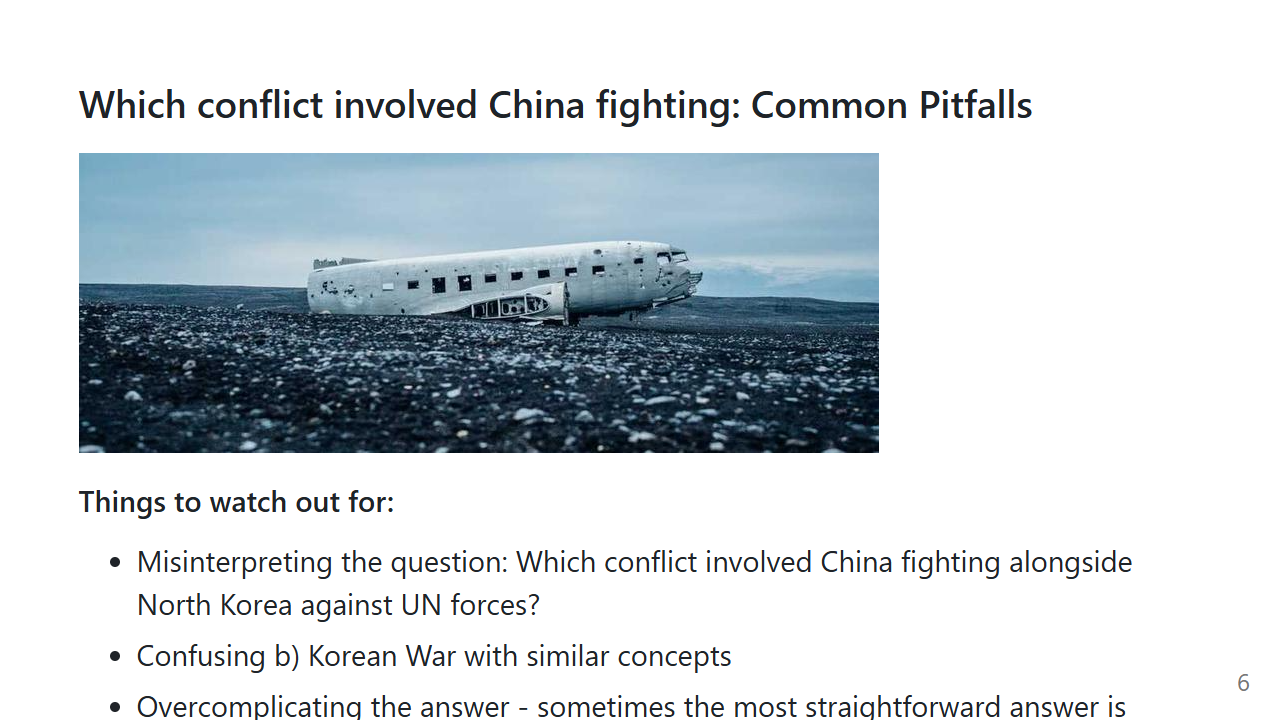 Which conflict involved China fighting: Common Pitfalls
Things to watch out for:
Misinterpreting the question: Which conflict involved China fighting alongside
North Korea against UN forces?
Confusing b) Korean War with similar concepts
Overcomplicating the answer - sometimes the most straightforward answer is
6